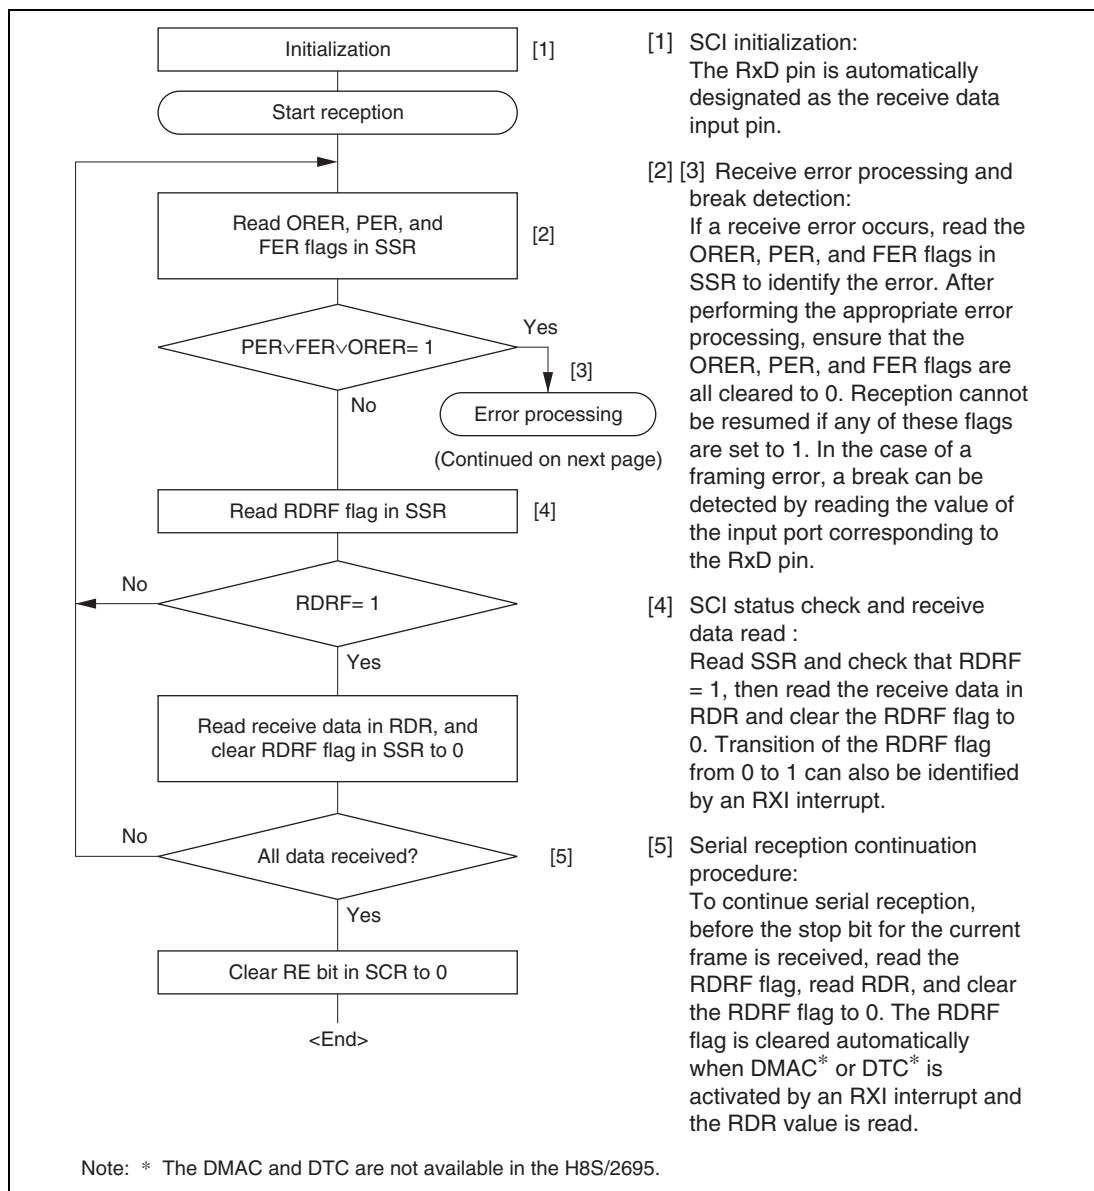 Initialization
[1]
Start reception
Read ORER, PER, and
FER flags in SSR
[2]
PER∨FER∨ORER= 1
Yes
[3]
No
Error processing
(Continued on next page)
Read RDRF flag in SSR
[4]
No
RDRF= 1
Yes
Read receive data in RDR, and
clear RDRF flag in SSR to 0
No
All data received?
[5]
Yes
Clear RE bit in SCR to 0
<End>
[1] SCI initialization:
The RxD pin is automatically
designated as the receive data
input pin.
[2] [3] Receive error processing and
break detection:
If a receive error occurs, read the
ORER, PER, and FER flags in
SSR to identify the error. After
performing the appropriate error
processing, ensure that the
ORER, PER, and FER flags are
all cleared to 0. Reception cannot
be resumed if any of these flags
are set to 1. In the case of a
framing error, a break can be
detected by reading the value of
the input port corresponding to
the RxD pin.
[4] SCI status check and receive
data read :
Read SSR and check that RDRF
= 1, then read the receive data in
RDR and clear the RDRF flag to
0. Transition of the RDRF flag
from 0 to 1 can also be identified
by an RXI interrupt.
[5] Serial reception continuation
procedure:
To continue serial reception,
before the stop bit for the current
frame is received, read the
RDRF flag, read RDR, and clear
the RDRF flag to 0. The RDRF
flag is cleared automatically
when DMAC* or DTC* is
activated by an RXI interrupt and
the RDR value is read.
Note: * The DMAC and DTC are not available in the H8S/2695.